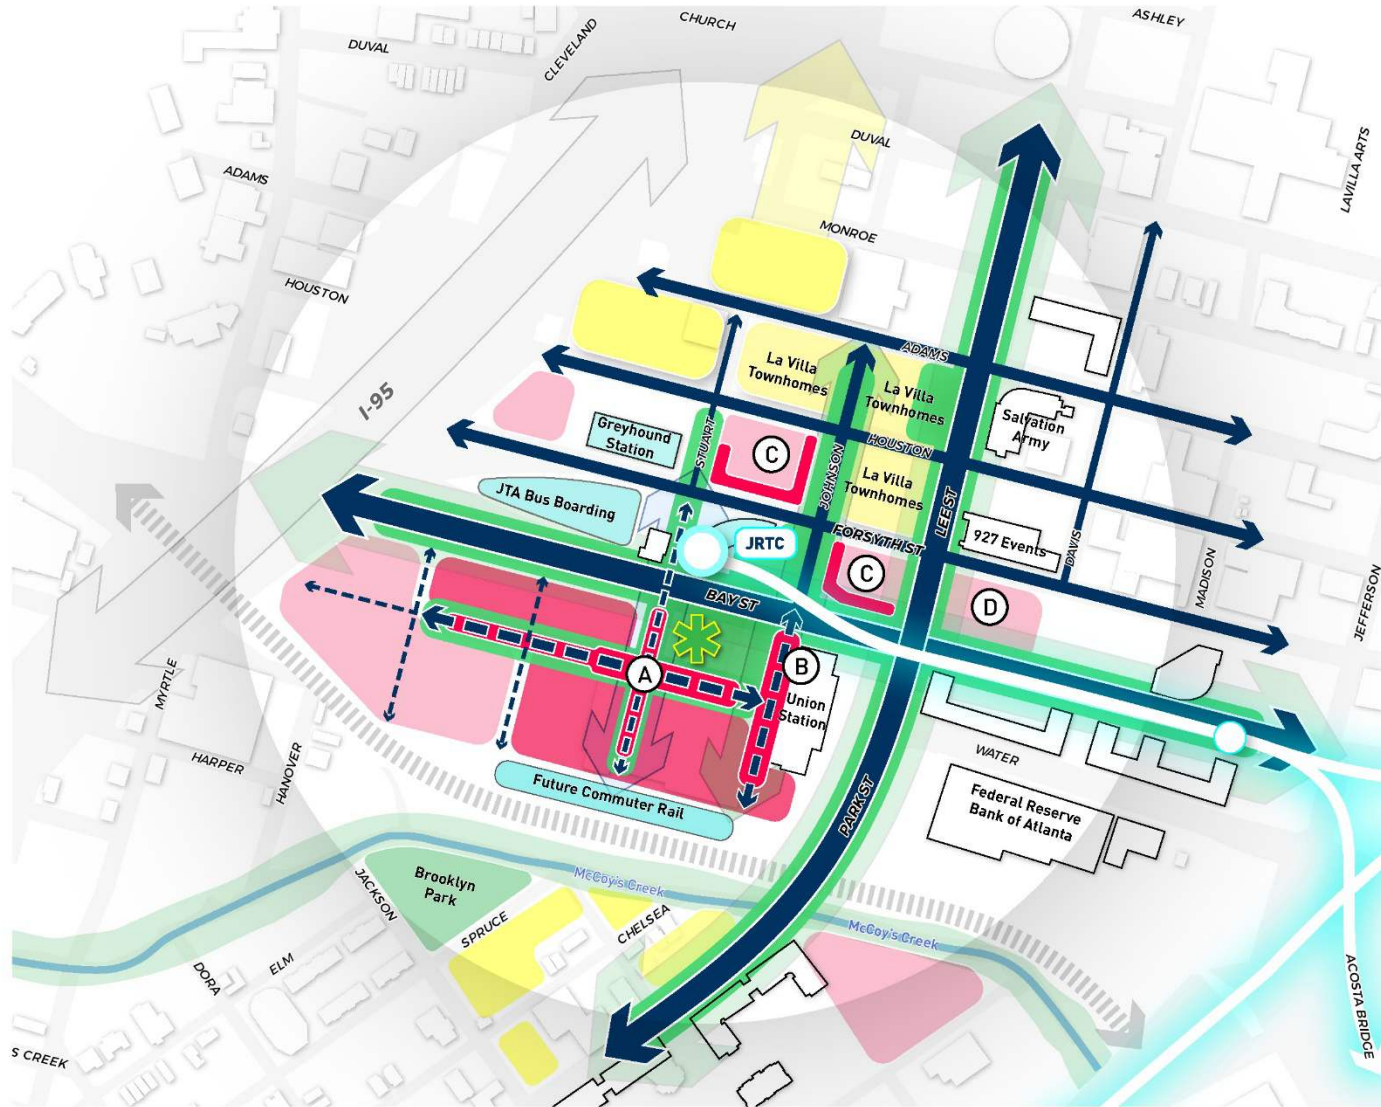 CHURCH
ASHLEY
DUVAL
CLEVELAND
DUVAL
LAVILLA ARTS
ADAMS
MONROE
HOUSTON
ADAMS
La Villa
Townhomes
La Villa
Townhomes
I-95
Greyhound
Station
STUART
C
JOHNSON
HOUSTON
Salvation
Army
La Villa
Townhomes
LEE ST
JTA Bus Boarding
JRTC
FORSYTH ST
927 Events
DAVIS
MADISON
JEFFERSON
C
BAY ST
D
A
B
Union
Station
MYRTLE
HARPER
HANOVER
WATER
Future Commuter Rail
PARK ST
Federal Reserve
Bank of Atlanta
Brooklyn
Park
McCoy's Creek
JACKSON
SPRUCE
CHELSEA
McCoy's Creek
DORA
ELM
ACOSTA BRIDGE
S CREEK